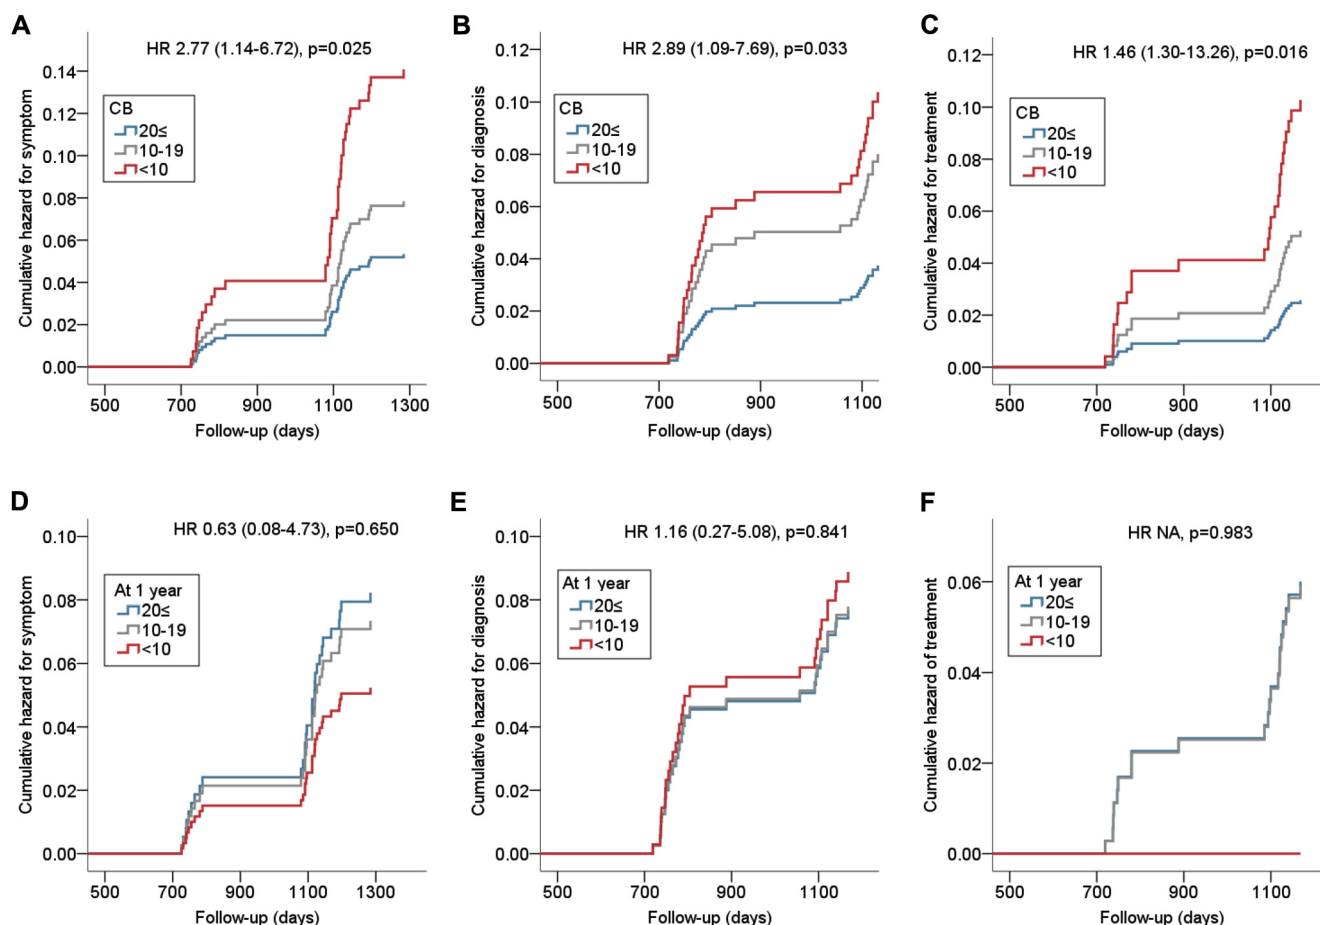 A
HR 2.77 (1.14-6.72), p=0.025
Cumulative hazard for symptom
0.14
0.12
0.10
0.08
0.06
0.04
0.02
0.00
CB
20≤
10-19
<10
500 700 900 1100 1300
Follow-up (days)
B
HR 2.89 (1.09-7.69), p=0.033
Cumulative hazrad for diagnosis
0.12
0.10
0.08
0.06
0.04
0.02
0.00
CB
20≤
10-19
<10
500 700 900 1100
Follow-up (days)
C
HR 1.46 (1.30-13.26), p=0.016
Cumulative hazard for treatment
0.12
0.10
0.08
0.06
0.04
0.02
0.00
CB
20≤
10-19
<10
500 700 900 1100
Follow-up (days)
D
HR 0.63 (0.08-4.73), p=0.650
Cumulative hazard for symptom
0.10
0.08
0.06
0.04
0.02
0.00
At 1 year
20≤
10-19
<10
500 700 900 1100 1300
Follow-up (days)
E
HR 1.16 (0.27-5.08), p=0.841
Cumulative hazard for diagnosis
0.10
0.08
0.06
0.04
0.02
0.00
At 1 year
20≤
10-19
<10
500 700 900 1100
Follow-up (days)
F
HR NA, p=0.983
Cumulative hazard of treatment
0.06
0.04
0.02
0.00
At 1 year
20≤
10-19
<10
500 700 900 1100
Follow-up (days)